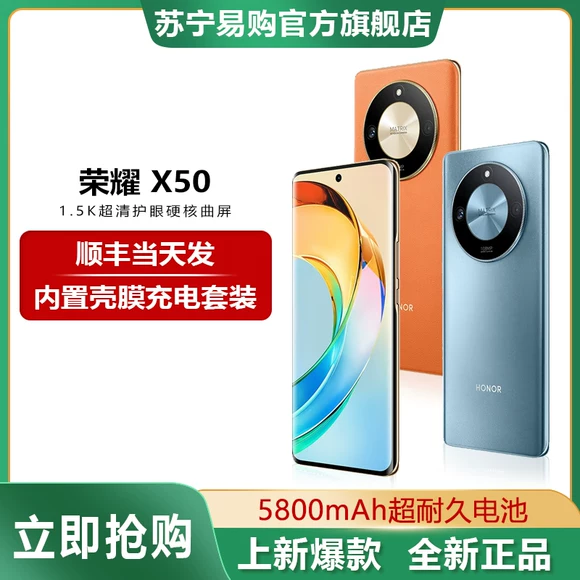 苏宁易购官方旗舰店
荣耀 X50
1.5K超清护眼硬核曲屏
顺丰当天发
内置壳膜充电套装
MATRIX
HONOR
HONOR
5800mAh超耐久电池
立即抢购
上新爆款 全新正品